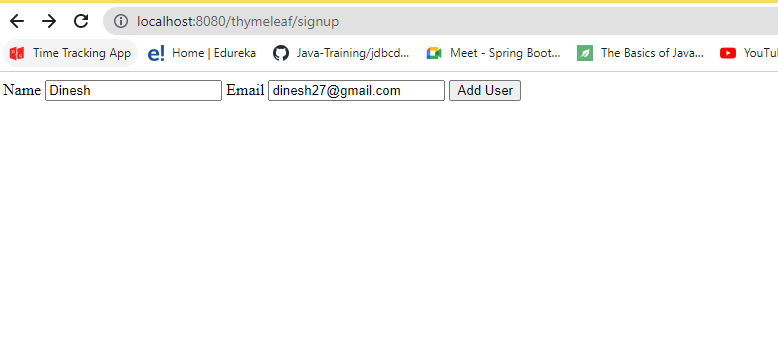 localhost:8080/thymeleaf/signup
Time Tracking App e! Home | Edureka Java-Training/jdbcd... Meet - Spring Boot... The Basics of Java... YouTu
Name Dinesh Email dinesh27@gmail.com Add User